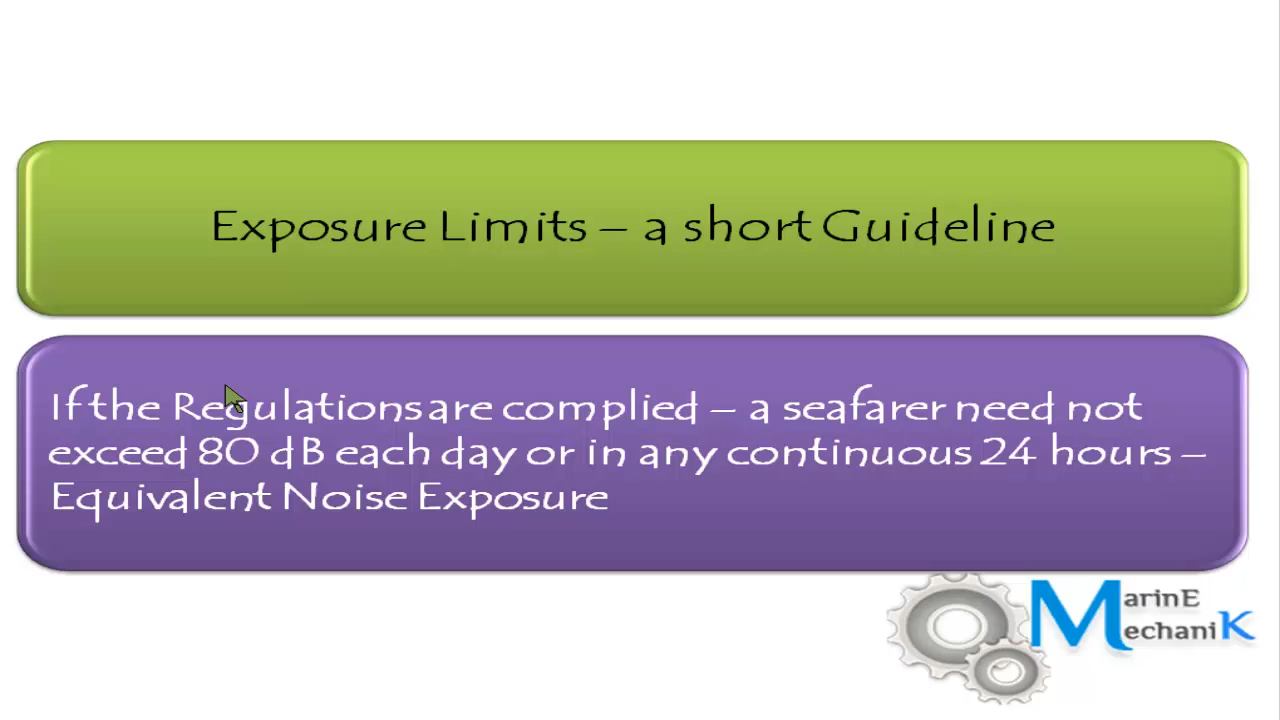 Exposure Limits – a short Guideline
If the Regulations are complied – a seafarer need not
exceed 80 dB each day or in any continuous 24 hours –
Equivalent Noise Exposure
MarinE
MechaniK